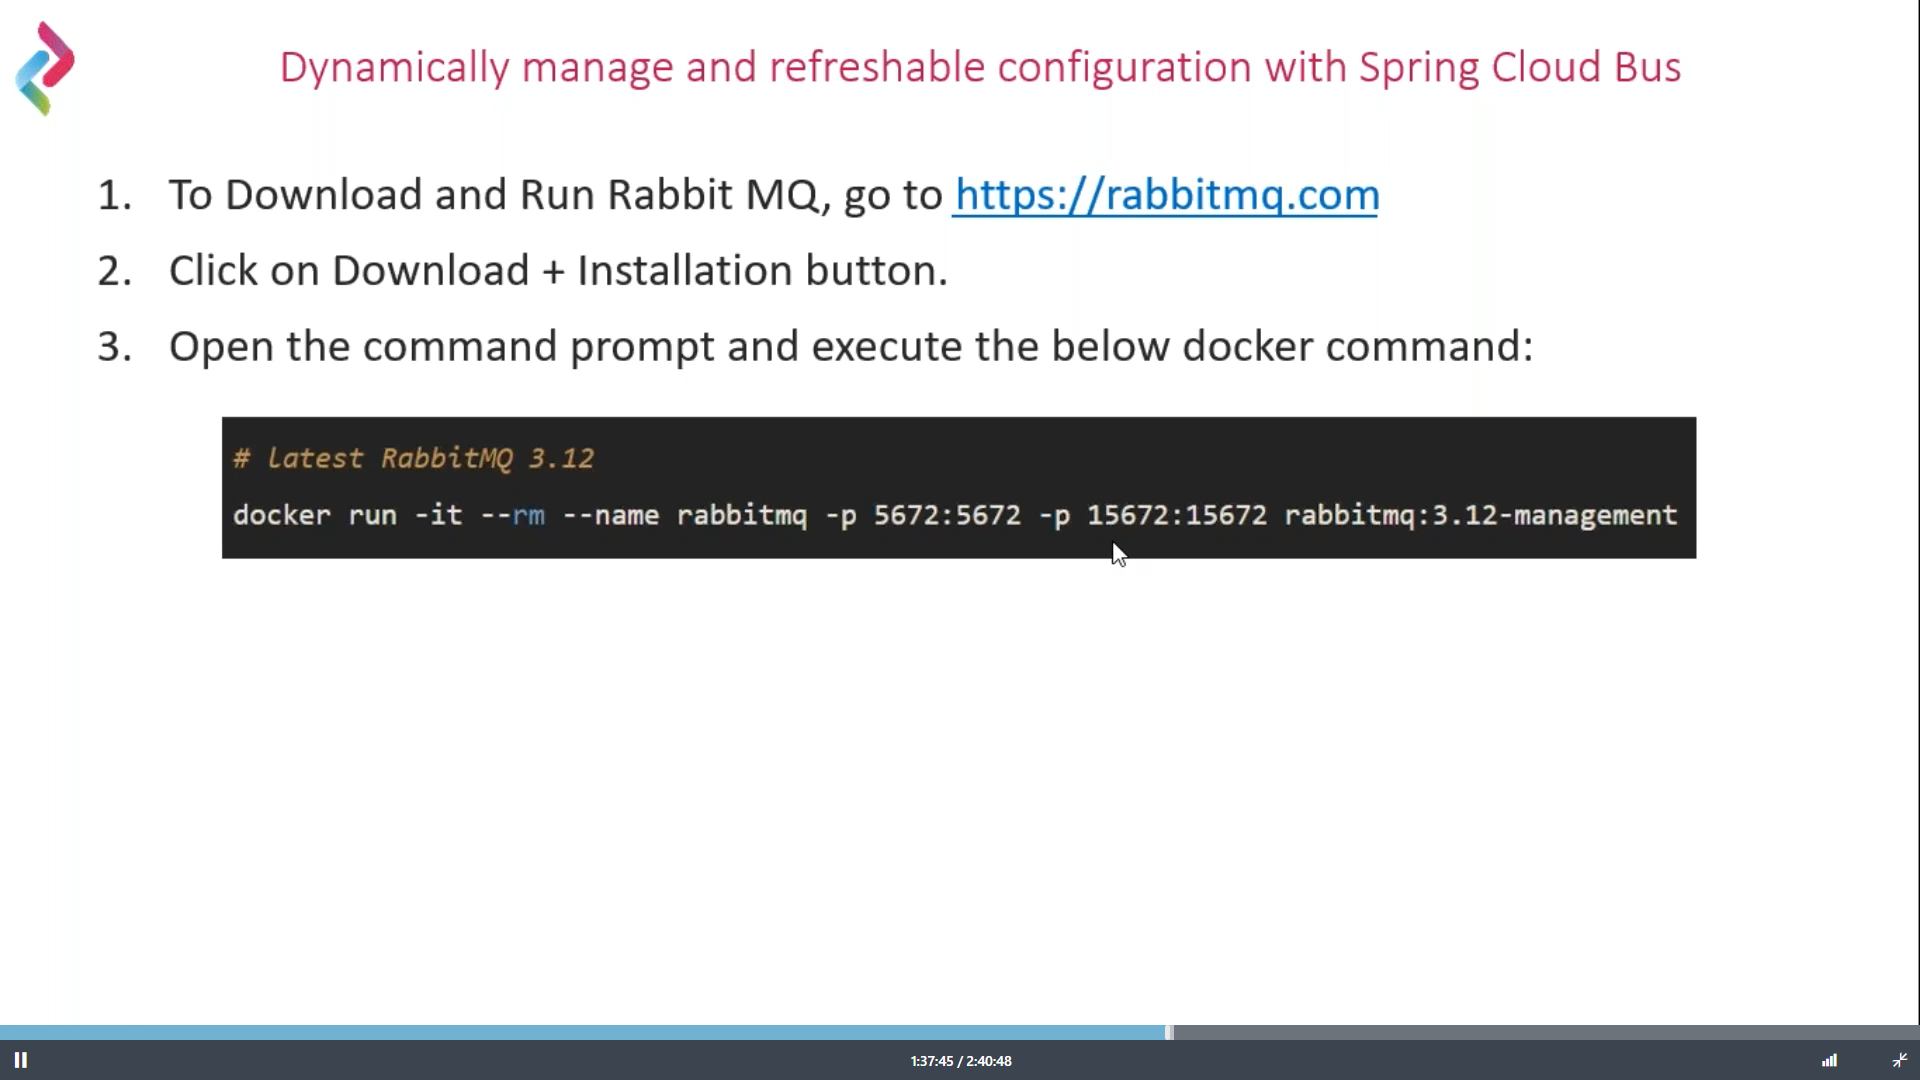 Dynamically manage and refreshable configuration with Spring Cloud Bus
1. To Download and Run Rabbit MQ, go to https://rabbitmq.com
2. Click on Download + Installation button.
3. Open the command prompt and execute the below docker command:
# latest RabbitMQ 3.12
docker run -it --rm --name rabbitmq -p 5672:5672 -p 15672:15672 rabbitmq:3.12-management
1:37:45 / 2:40:48